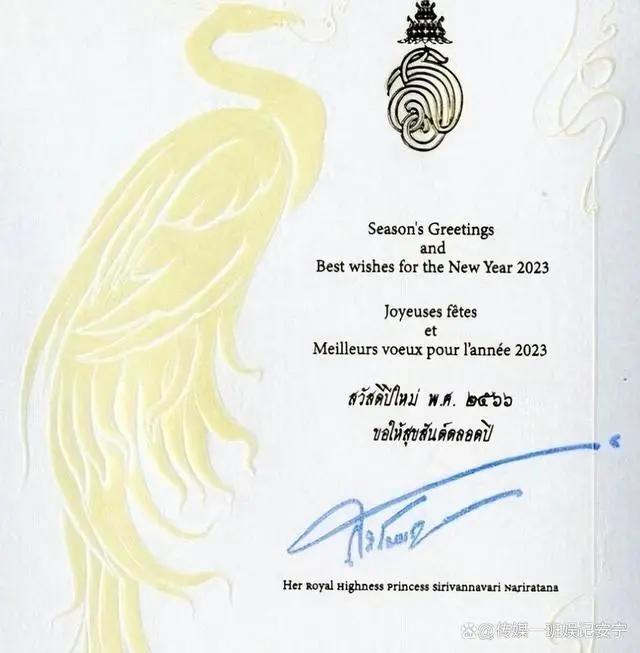 Season's Greetings
and
Best wishes for the New Year 2023
Joyeuses fêtes
et
Meilleurs voeux pour l'année 2023
สวัสดีปีใหม่ พ.ศ. ๒๕๖๖
ขอให้สุขสันต์ตลอดปี
Her Royal Highness Princess Sirivannavari Nariratana
传媒一班娱记安宁